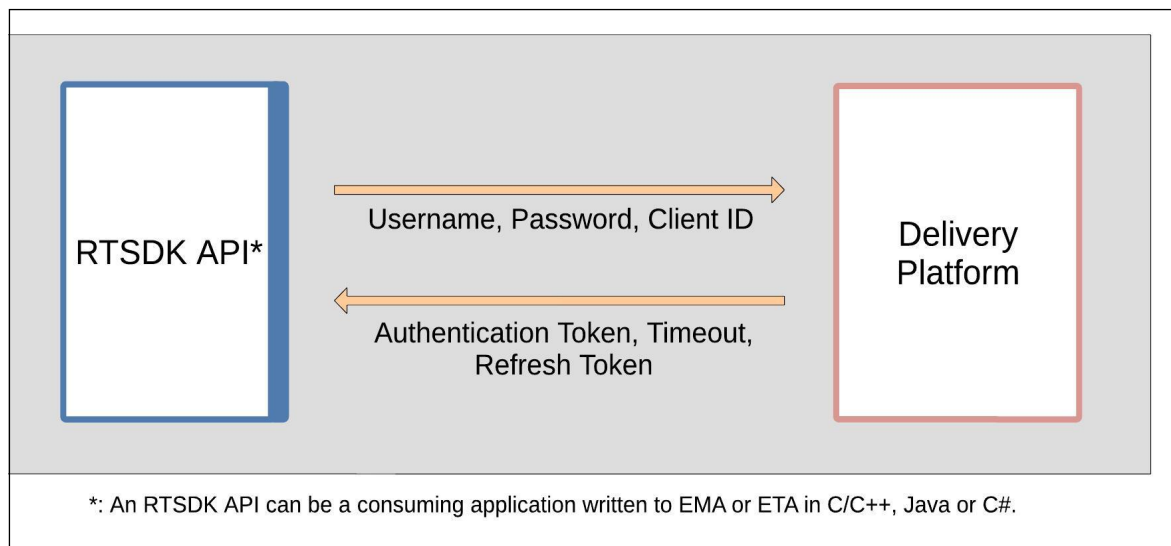 RTSDK API*
Username, Password, Client ID
Authentication Token, Timeout,
Refresh Token
Delivery
Platform
*: An RTSDK API can be a consuming application written to EMA or ETA in C/C++, Java or C#.